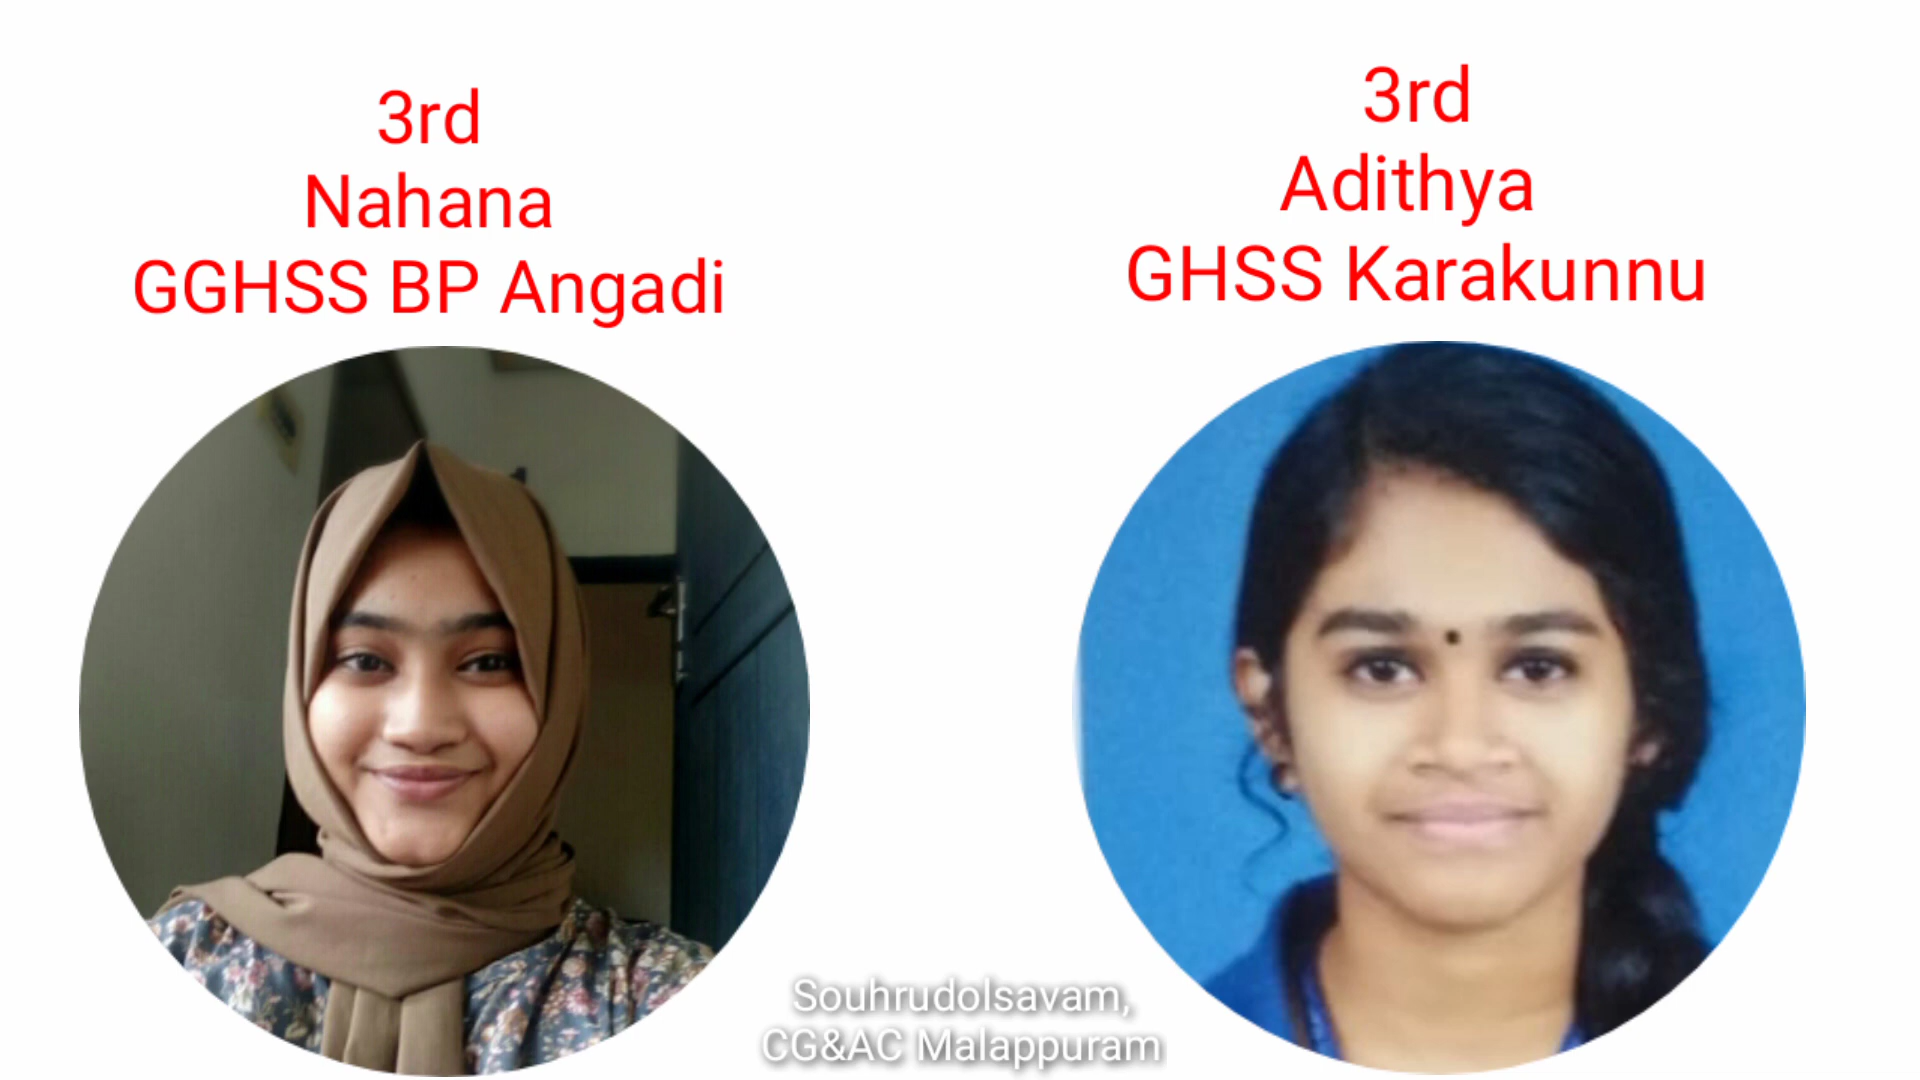 3rd
Nahana
GGHSS BP Angadi
3rd
Adithya
GHSS Karakunnu
Souhrudolsavam,
CG&AC Malappuram